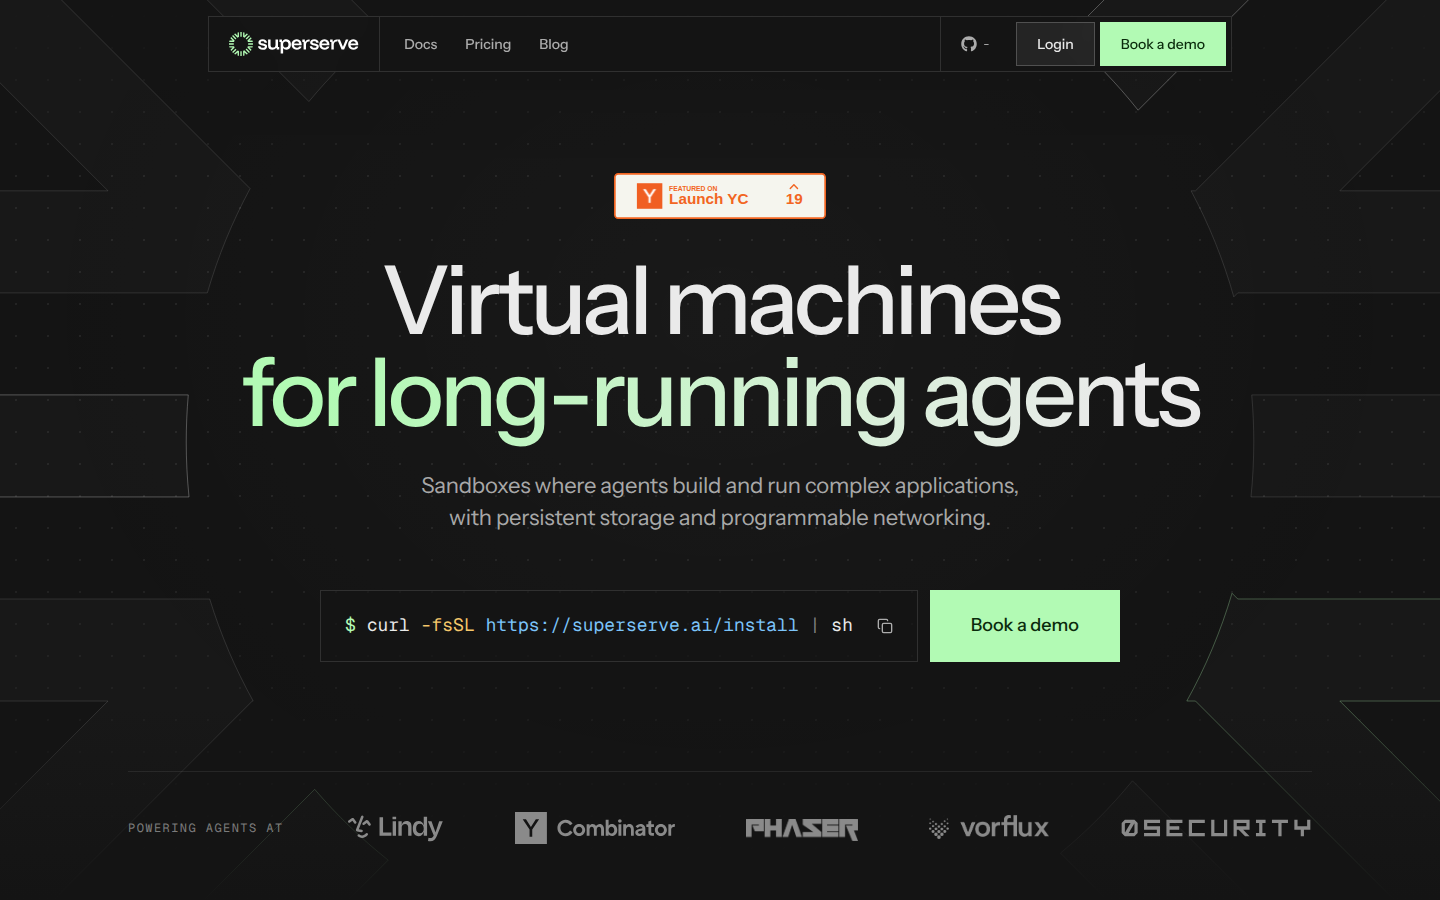 superserve
Docs Pricing Blog
- Login Book a demo
FEATURED ON
Launch YC
19
Virtual machines
for long-running agents
Sandboxes where agents build and run complex applications,
with persistent storage and programmable networking.
$ curl -fsSL https://superserve.ai/install | sh
Book a demo
POWERING AGENTS AT
Lindy
Y Combinator
PHASER
vorflux
0SECURITY